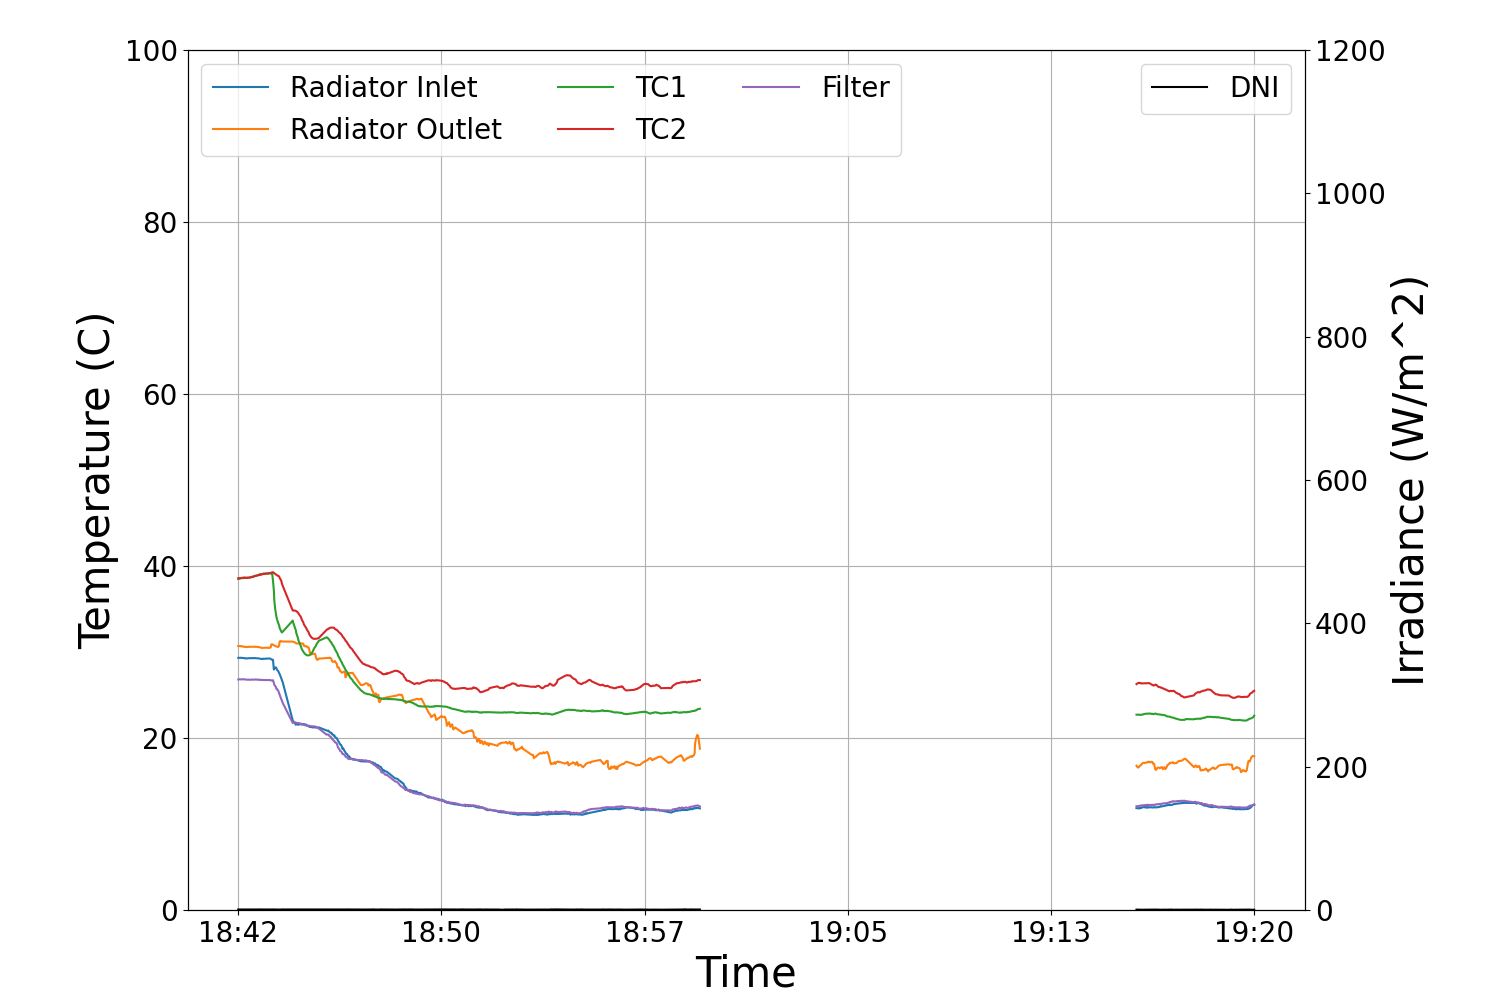 Radiator Inlet
Radiator Outlet
TC1
TC2
Filter
DNI
Temperature (C)
100
80
60
40
20
0
1200
1000
800
600
400
200
0
Irradiance (W/m^2)
18:42
18:50
18:57
19:05
19:13
19:20
Time